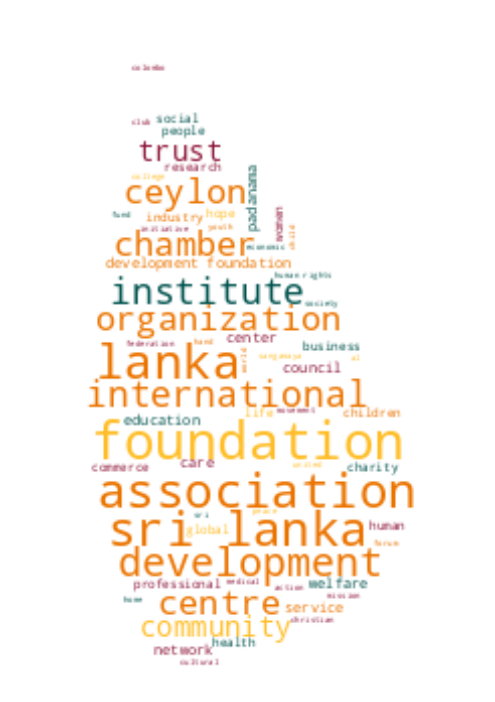 colombo
club social
people
trust
research
college
ceylon
padanama
fund industry hope
women
initiative youth
child
chamber economic
development foundation
human rights
institute society
organization
federation hand center business
lanka world sangamaya al
council
international
life movement children
education
foundation
commerce care united charity
association
sri peace
sri lanka global human
forum
development
professional medical action welfare
home mission
centre service
community christian
health
network
cultural